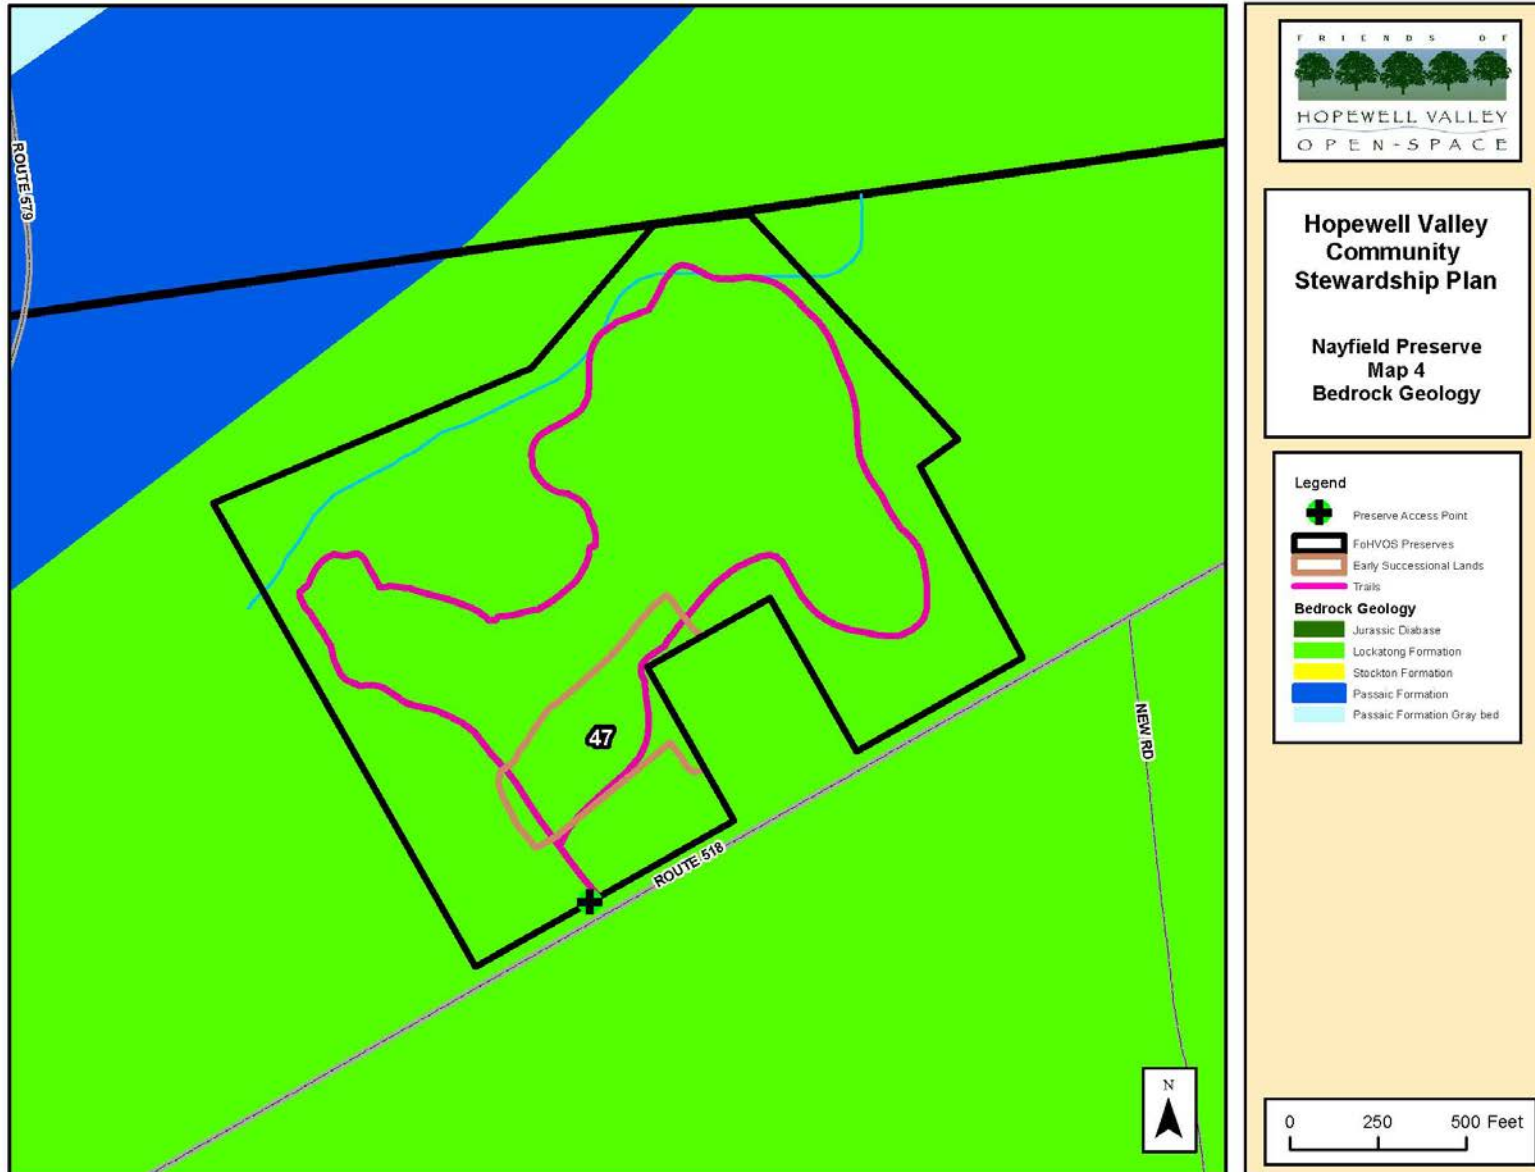 ROUTE 579
47
ROUTE 518
NEW RD
N
FRIENDS OF
HOPEWELL VALLEY
OPEN-SPACE
Hopewell Valley
Community
Stewardship Plan
Nayfield Preserve
Map 4
Bedrock Geology
Legend
Preserve Access Point
FoHVOS Preserves
Early Successional Lands
Trails
Bedrock Geology
Jurassic Diabase
Lockatong Formation
Stockton Formation
Passaic Formation
Passaic Formation Gray bed
0 250 500 Feet